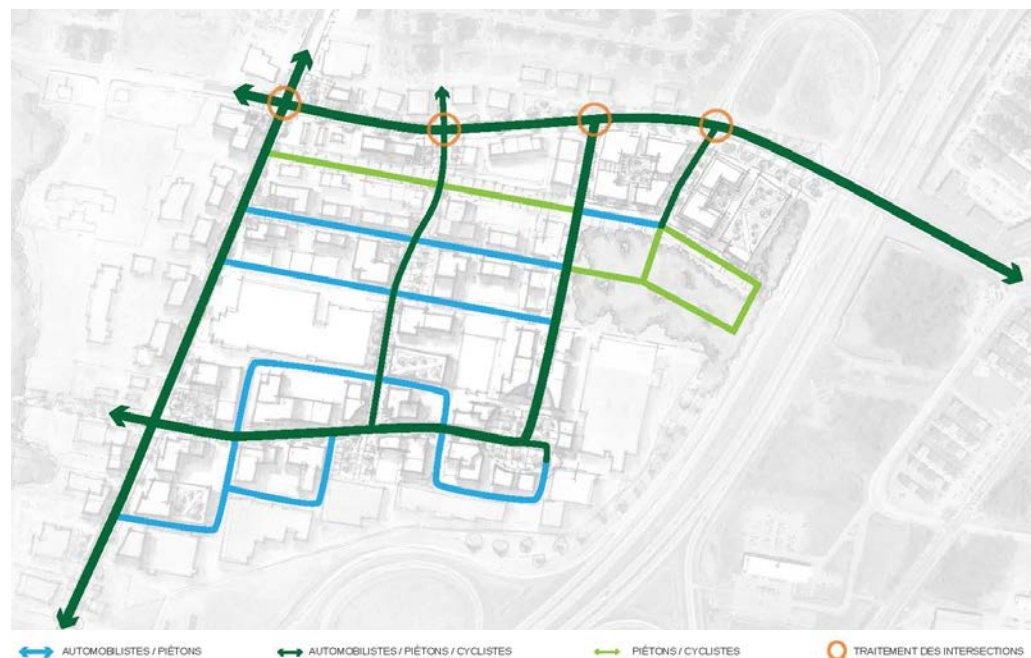 AUTOMOBILISTES / PIÉTONS
AUTOMOBILISTES / PIÉTONS / CYCLISTES
PIÉTONS / CYCLISTES
TRAITEMENT DES INTERSECTIONS